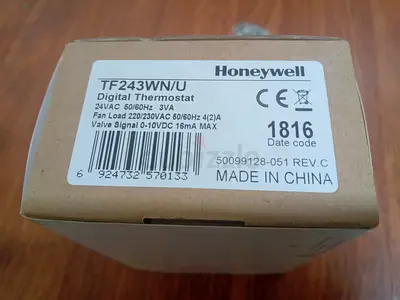 TF243WN/U
Honeywell
Digital Thermostat
24VAC 50/60Hz 3VA
Fan Load 220/230VAC 50/60Hz 4(2)A
Valve Signal 0-10VDC 16mA MAX
CE
1816
Date code
50099128-051 REV.C
6 924732 570133
MADE IN CHINA